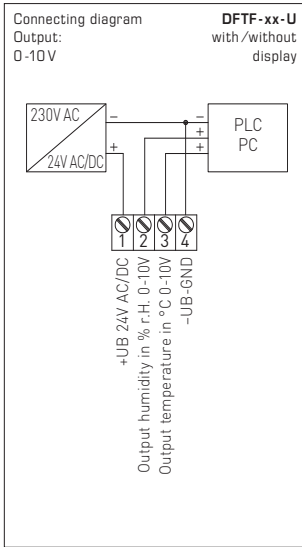 Connecting diagram
Output:
0-10 V
DFTF-xx-U
with/without
display
230V AC
24V AC/DC
–
+
–
+
+
PLC
PC
1 2 3 4
+UB 24V AC/DC
Output humidity in % r.H. 0-10V
Output temperature in °C 0-10V
–UB-GND